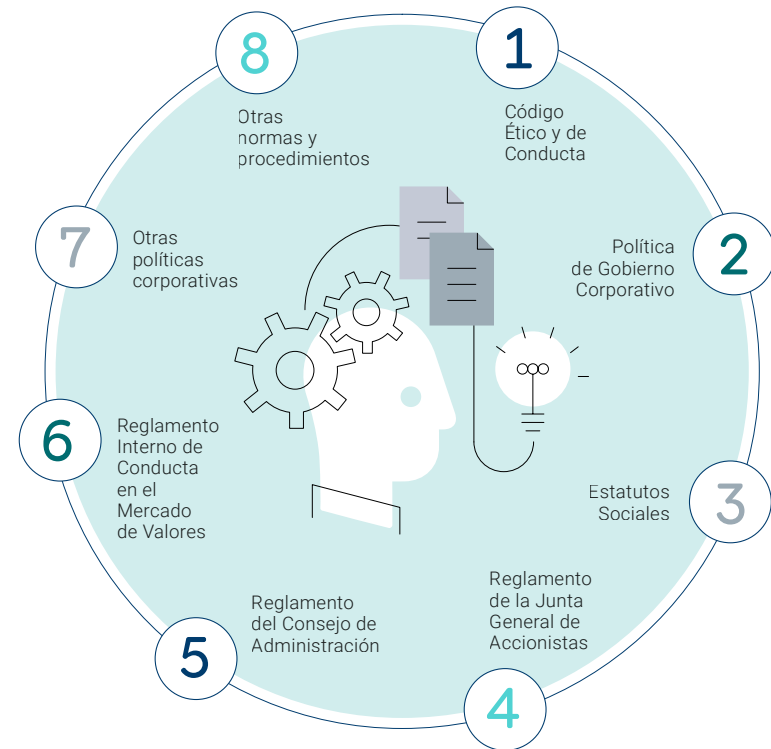 1
Código
Ético y de
Conducta
2
Política
de Gobierno
Corporativo
3
Estatutos
Sociales
4
Reglamento
de la Junta
General de
Accionistas
5
Reglamento
del Consejo de
Administración
6
Reglamento
Interno de
Conducta
en el
Mercado
de Valores
7
Otras
políticas
corporativas
8
Otras
normas y
procedimientos